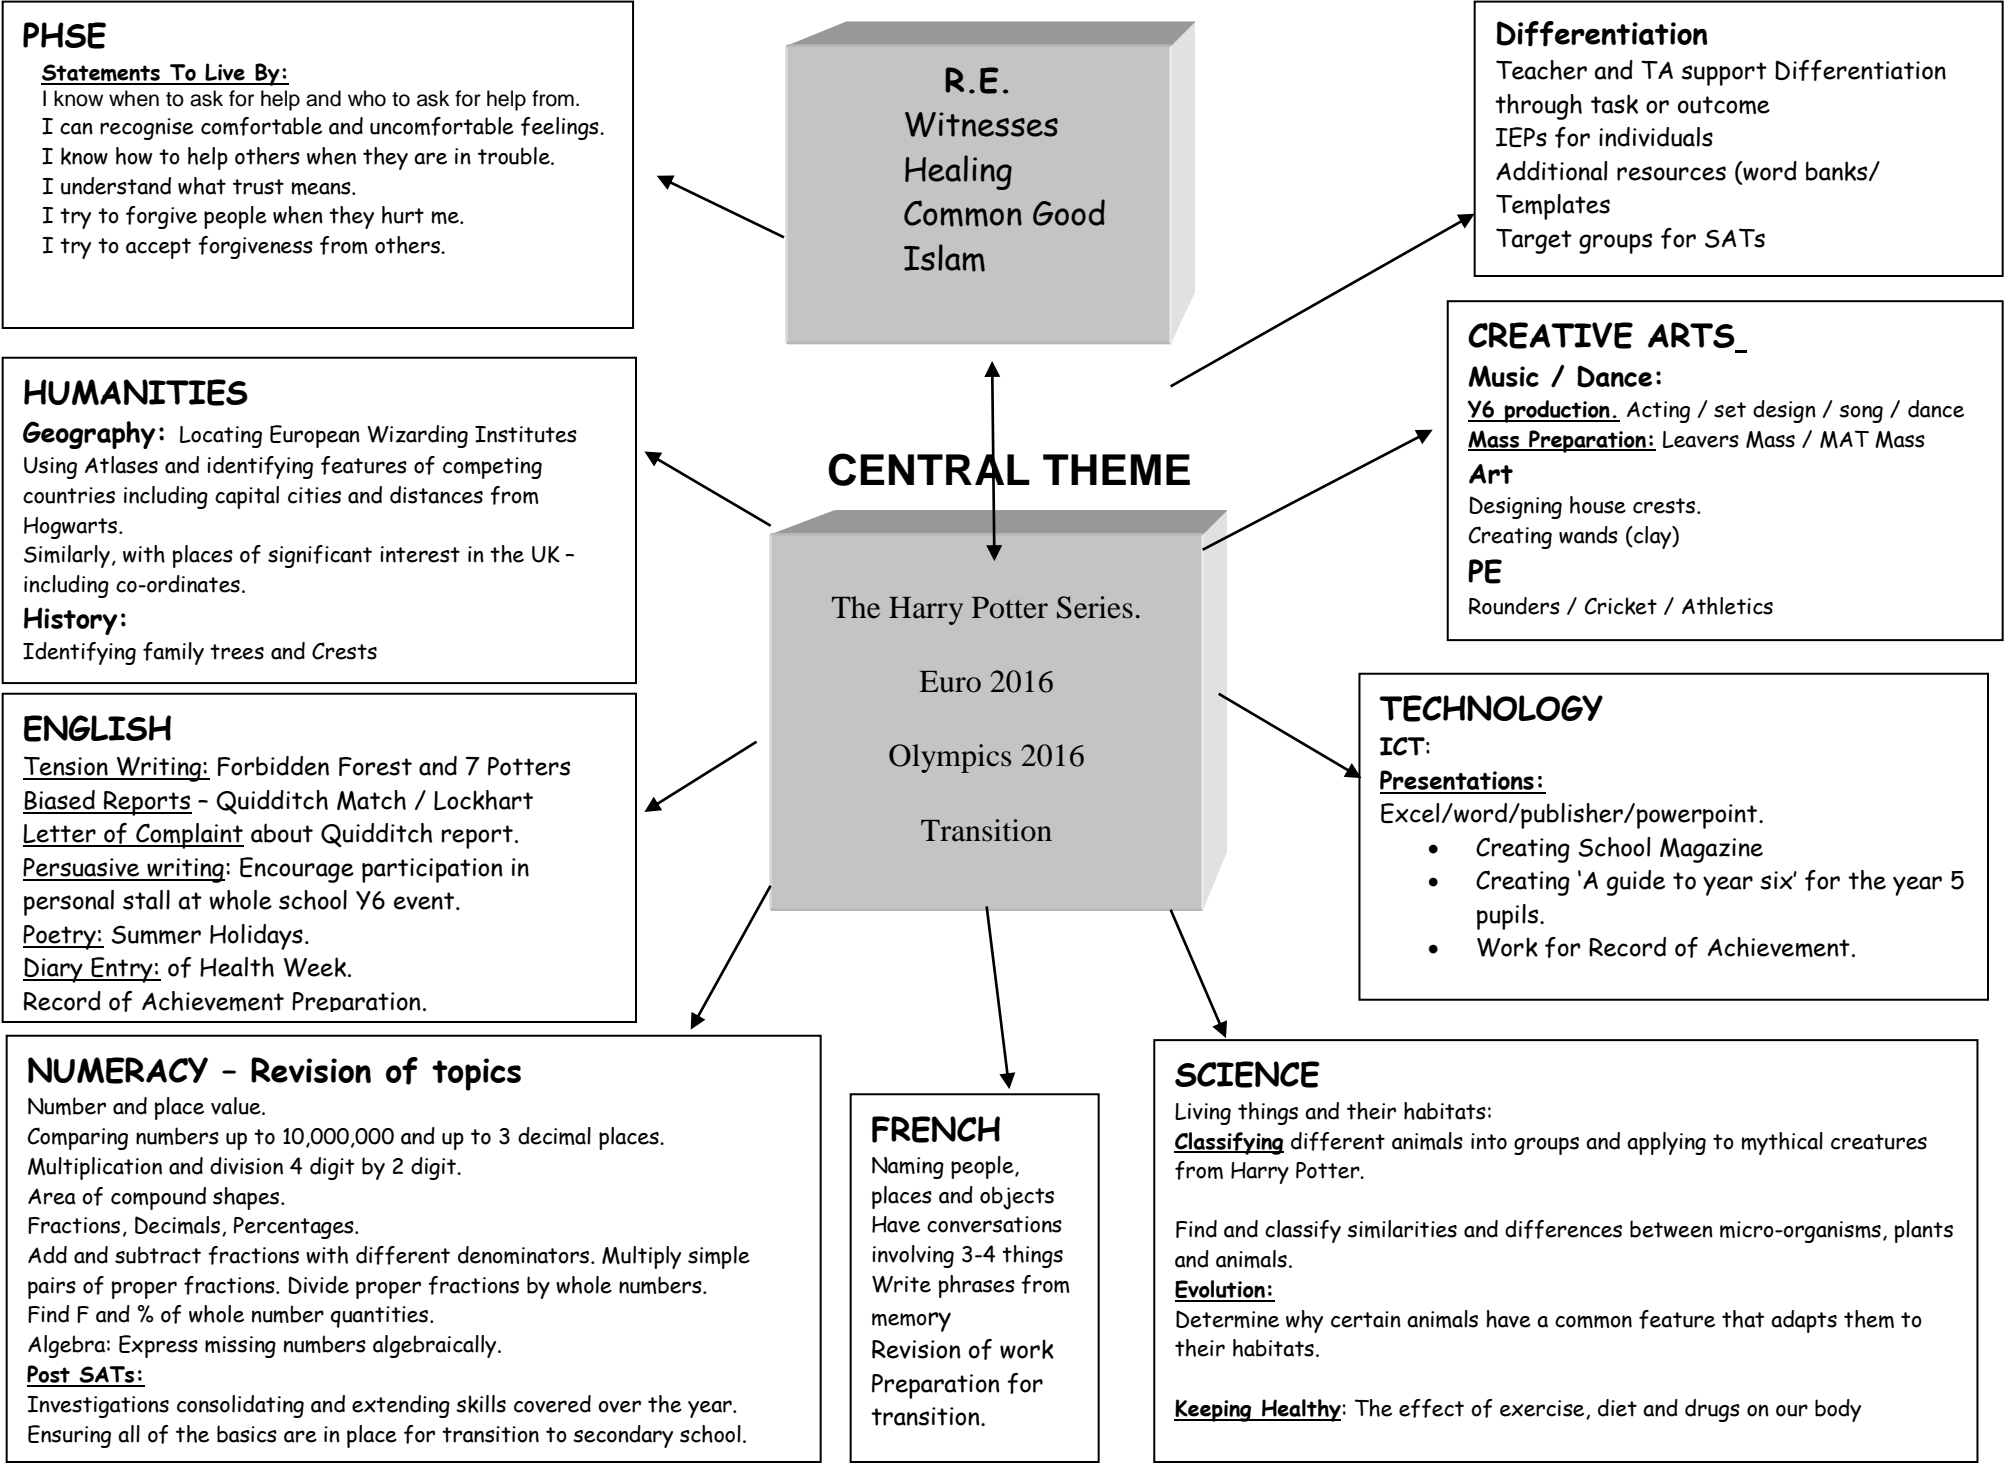 PHSE
Statements To Live By:
I know when to ask for help and who to ask for help from.
I can recognise comfortable and uncomfortable feelings.
I know how to help others when they are in trouble.
I understand what trust means.
I try to forgive people when they hurt me.
I try to accept forgiveness from others.
R.E.
Witnesses
Healing
Common Good
Islam
Differentiation
Teacher and TA support Differentiation
through task or outcome
IEPs for individuals
Additional resources (word banks/
Templates
Target groups for SATs
HUMANITIES
Geography: Locating European Wizarding Institutes
Using Atlases and identifying features of competing
countries including capital cities and distances from
Hogwarts.
Similarly, with places of significant interest in the UK –
including co-ordinates.
History:
Identifying family trees and Crests
CENTRAL THEME
The Harry Potter Series.
Euro 2016
Olympics 2016
Transition
CREATIVE ARTS
Music / Dance:
Y6 production. Acting / set design / song / dance
Mass Preparation: Leavers Mass / MAT Mass
Art
Designing house crests.
Creating wands (clay)
PE
Rounders / Cricket / Athletics
ENGLISH
Tension Writing: Forbidden Forest and 7 Potters
Biased Reports – Quidditch Match / Lockhart
Letter of Complaint about Quidditch report.
Persuasive writing: Encourage participation in
personal stall at whole school Y6 event.
Poetry: Summer Holidays.
Diary Entry: of Health Week.
Record of Achievement Preparation.
TECHNOLOGY
ICT:
Presentations:
Excel/word/publisher/powerpoint.
• Creating School Magazine
• Creating ‘A guide to year six’ for the year 5
pupils.
• Work for Record of Achievement.
NUMERACY – Revision of topics
Number and place value.
Comparing numbers up to 10,000,000 and up to 3 decimal places.
Multiplication and division 4 digit by 2 digit.
Area of compound shapes.
Fractions, Decimals, Percentages.
Add and subtract fractions with different denominators. Multiply simple
pairs of proper fractions. Divide proper fractions by whole numbers.
Find F and % of whole number quantities.
Algebra: Express missing numbers algebraically.
Post SATs:
Investigations consolidating and extending skills covered over the year.
Ensuring all of the basics are in place for transition to secondary school.
FRENCH
Naming people,
places and objects
Have conversations
involving 3-4 things
Write phrases from
memory
Revision of work
Preparation for
transition.
SCIENCE
Living things and their habitats:
Classifying different animals into groups and applying to mythical creatures
from Harry Potter.
Find and classify similarities and differences between micro-organisms, plants
and animals.
Evolution:
Determine why certain animals have a common feature that adapts them to
their habitats.
Keeping Healthy: The effect of exercise, diet and drugs on our body